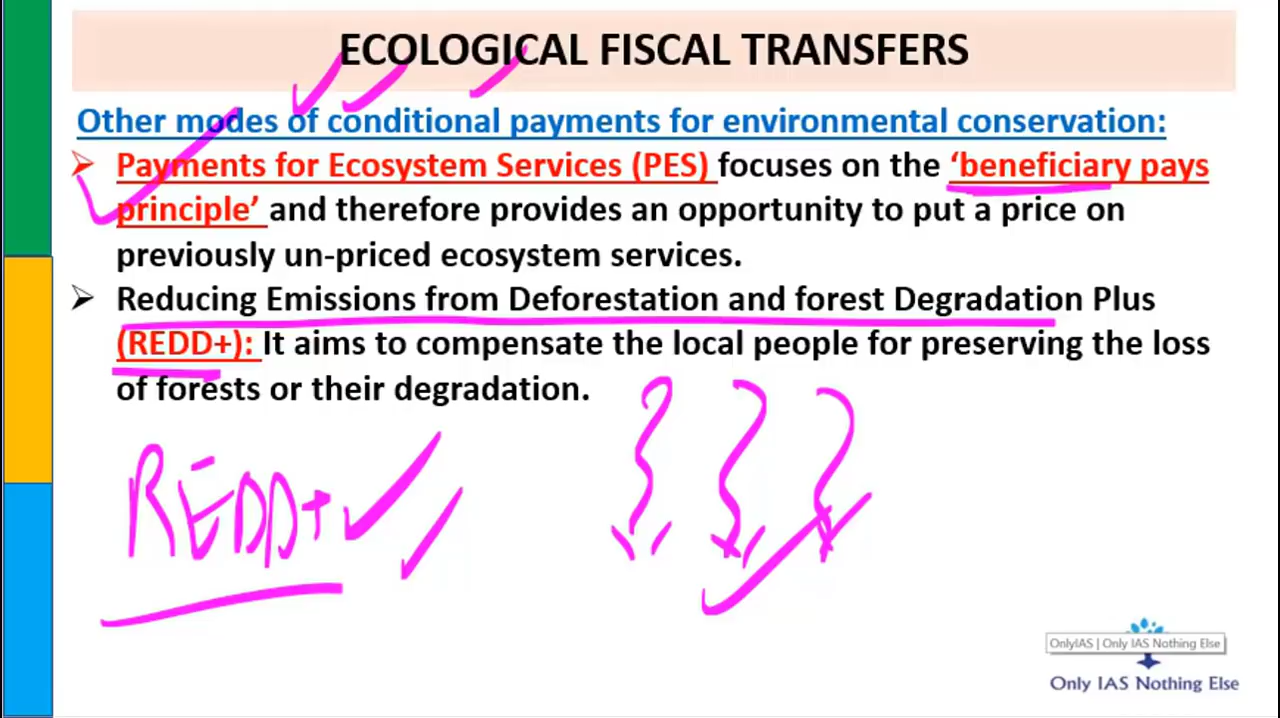 ECOLOGICAL FISCAL TRANSFERS
Other modes of conditional payments for environmental conservation:
➢ Payments for Ecosystem Services (PES) focuses on the ‘beneficiary pays
principle’ and therefore provides an opportunity to put a price on
previously un-priced ecosystem services.
➢ Reducing Emissions from Deforestation and forest Degradation Plus
(REDD+): It aims to compensate the local people for preserving the loss
of forests or their degradation.
REDD+
OnlyIAS | Only IAS Nothing Else
Only IAS Nothing Else